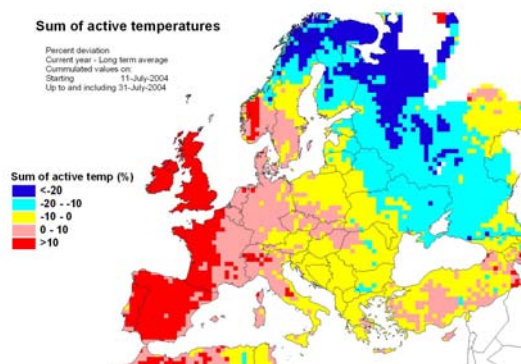 Sum of active temperatures
Percent deviation
Current year - Long term average
Cummulated values on:
Starting 11-July-2004
Up to and including 31-July-2004
Sum of active temp (%)
<-20
-20 - -10
-10 - 0
0 - 10
>10